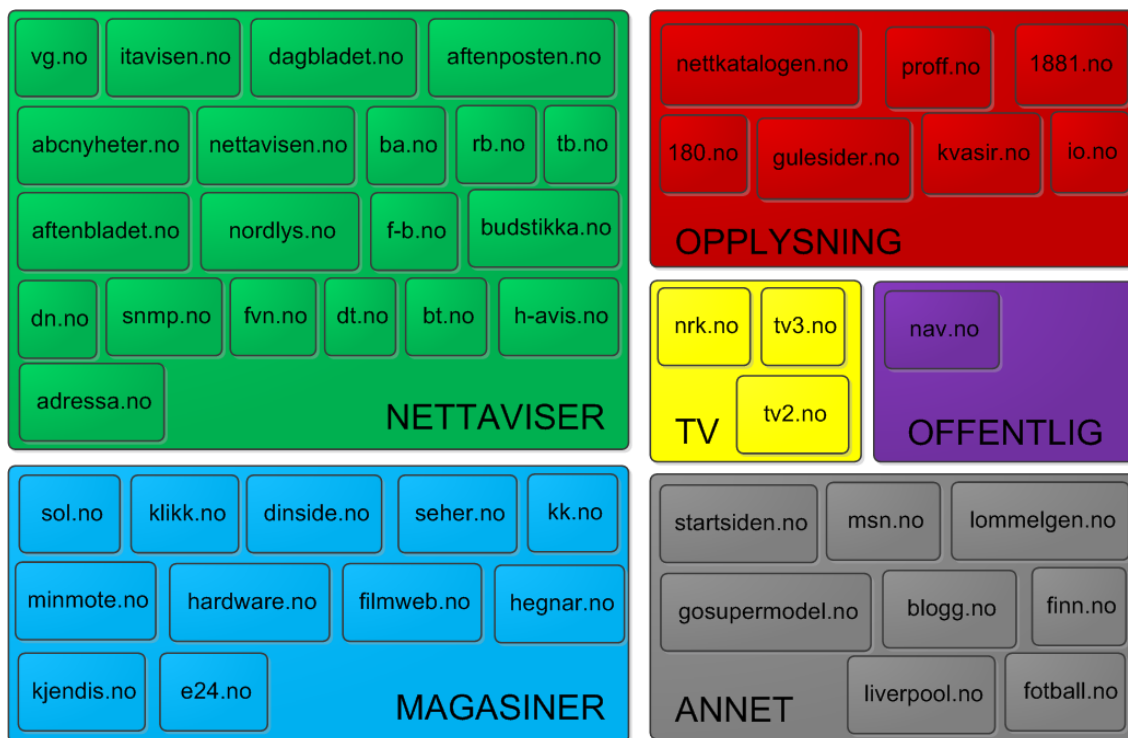 vg.no itavisen.no dagbladet.no aftenposten.no
abcnyheter.no nettavisen.no ba.no rb.no tb.no
aftenbladet.no nordlys.no f-b.no budstikka.no
dn.no snmp.no fvn.no dt.no bt.no h-avis.no
adressa.no
NETTAVISER
nettkatalogen.no proff.no 1881.no
180.no gulesider.no kvasir.no io.no
OPPLYSNING
nrk.no tv3.no
tv2.no
TV
nav.no
OFFENTLIG
sol.no klikk.no dinside.no seher.no kk.no
minmote.no hardware.no filmweb.no hegnar.no
kjendis.no e24.no
MAGASINER
startsiden.no msn.no lommelgen.no
gosupermodel.no blogg.no finn.no
liverpool.no fotball.no
ANNET